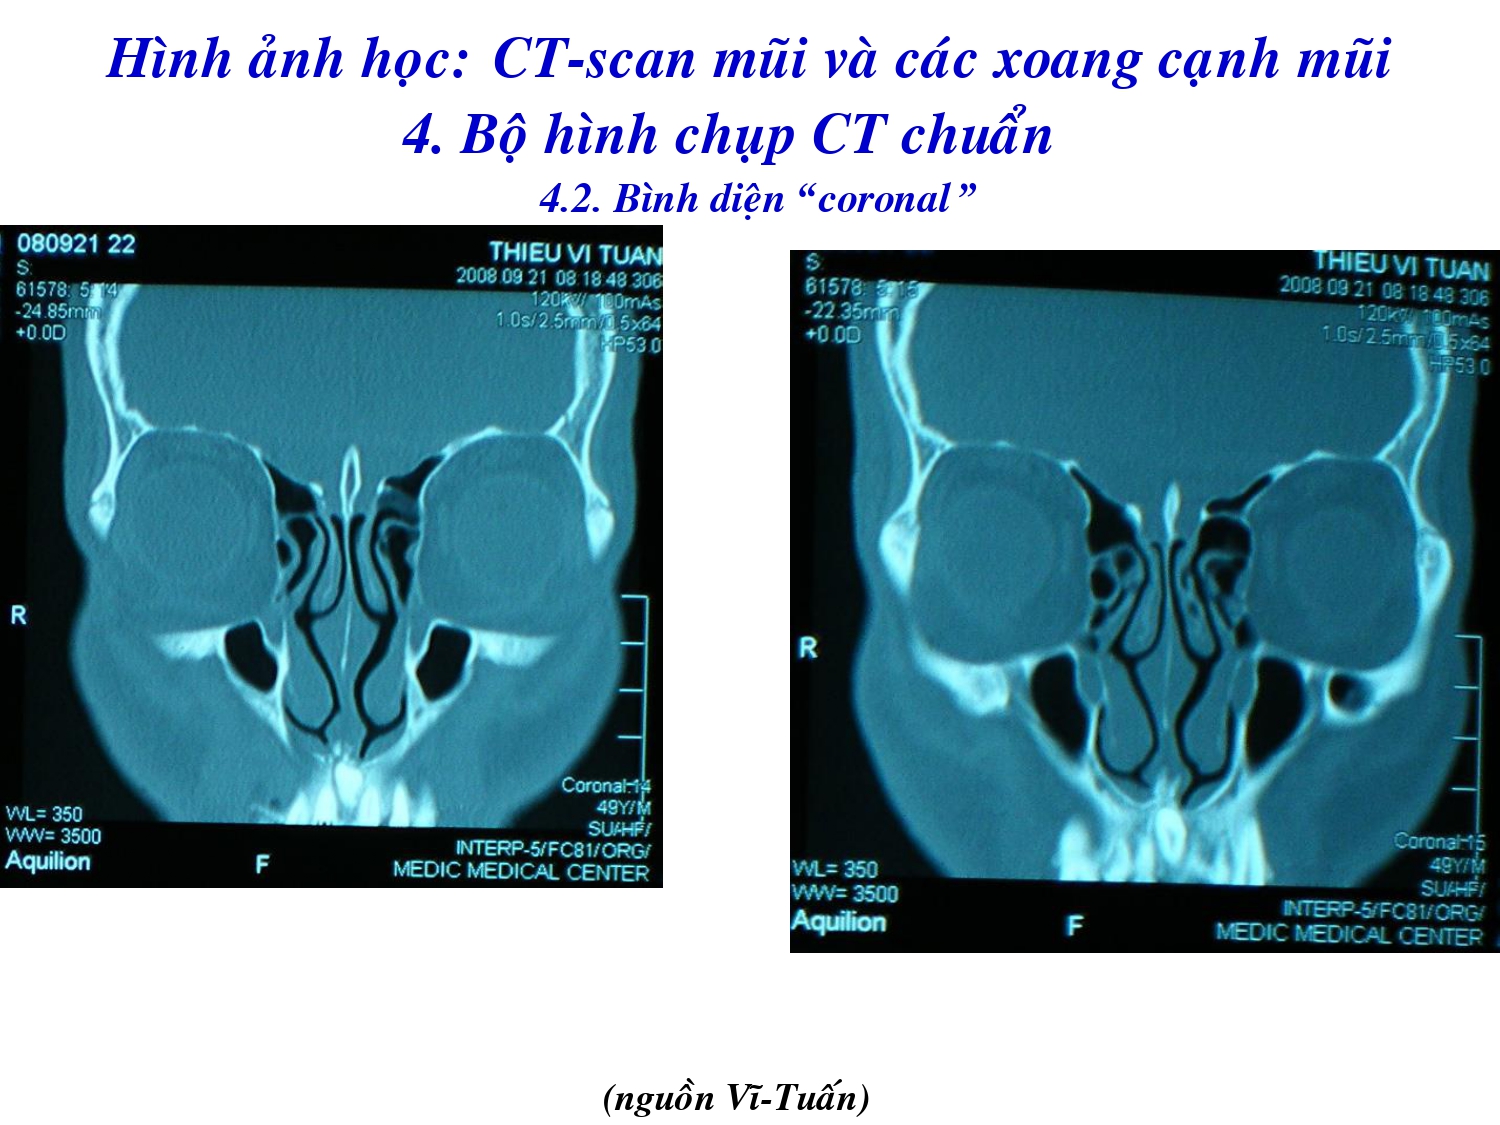 Hình ảnh học: CT-scan mũi và các xoang cạnh mũi
4. Bộ hình chụp CT chuẩn
4.2. Bình diện “coronal”
080921 22
S:
61578: 5:14
-24.85mm
+0.0D
THIEU VI TUAN
2008.09.21 08:18:48.306
120kV/ 100mAs
1.0s/2.5mm/0.5x64
HP53.0
R
WL= 350
WW= 3500
Aquilion
F
Coronal-14
49Y/M
SU/HF/
INTERP-5/FC81/ORG/
MEDIC MEDICAL CENTER
S:
61578: 5:15
-22.35mm
+0.0D
THIEU VI TUAN
2008.09.21 08:18:48.306
120kV/ 100mAs
1.0s/2.5mm/0.5x64
HP53.0
R
WL= 350
WW= 3500
Aquilion
F
Coronal-15
49Y/M
SU/HF/
INTERP-5/FC81/ORG/
MEDIC MEDICAL CENTER
(nguồn Vĩ-Tuấn)